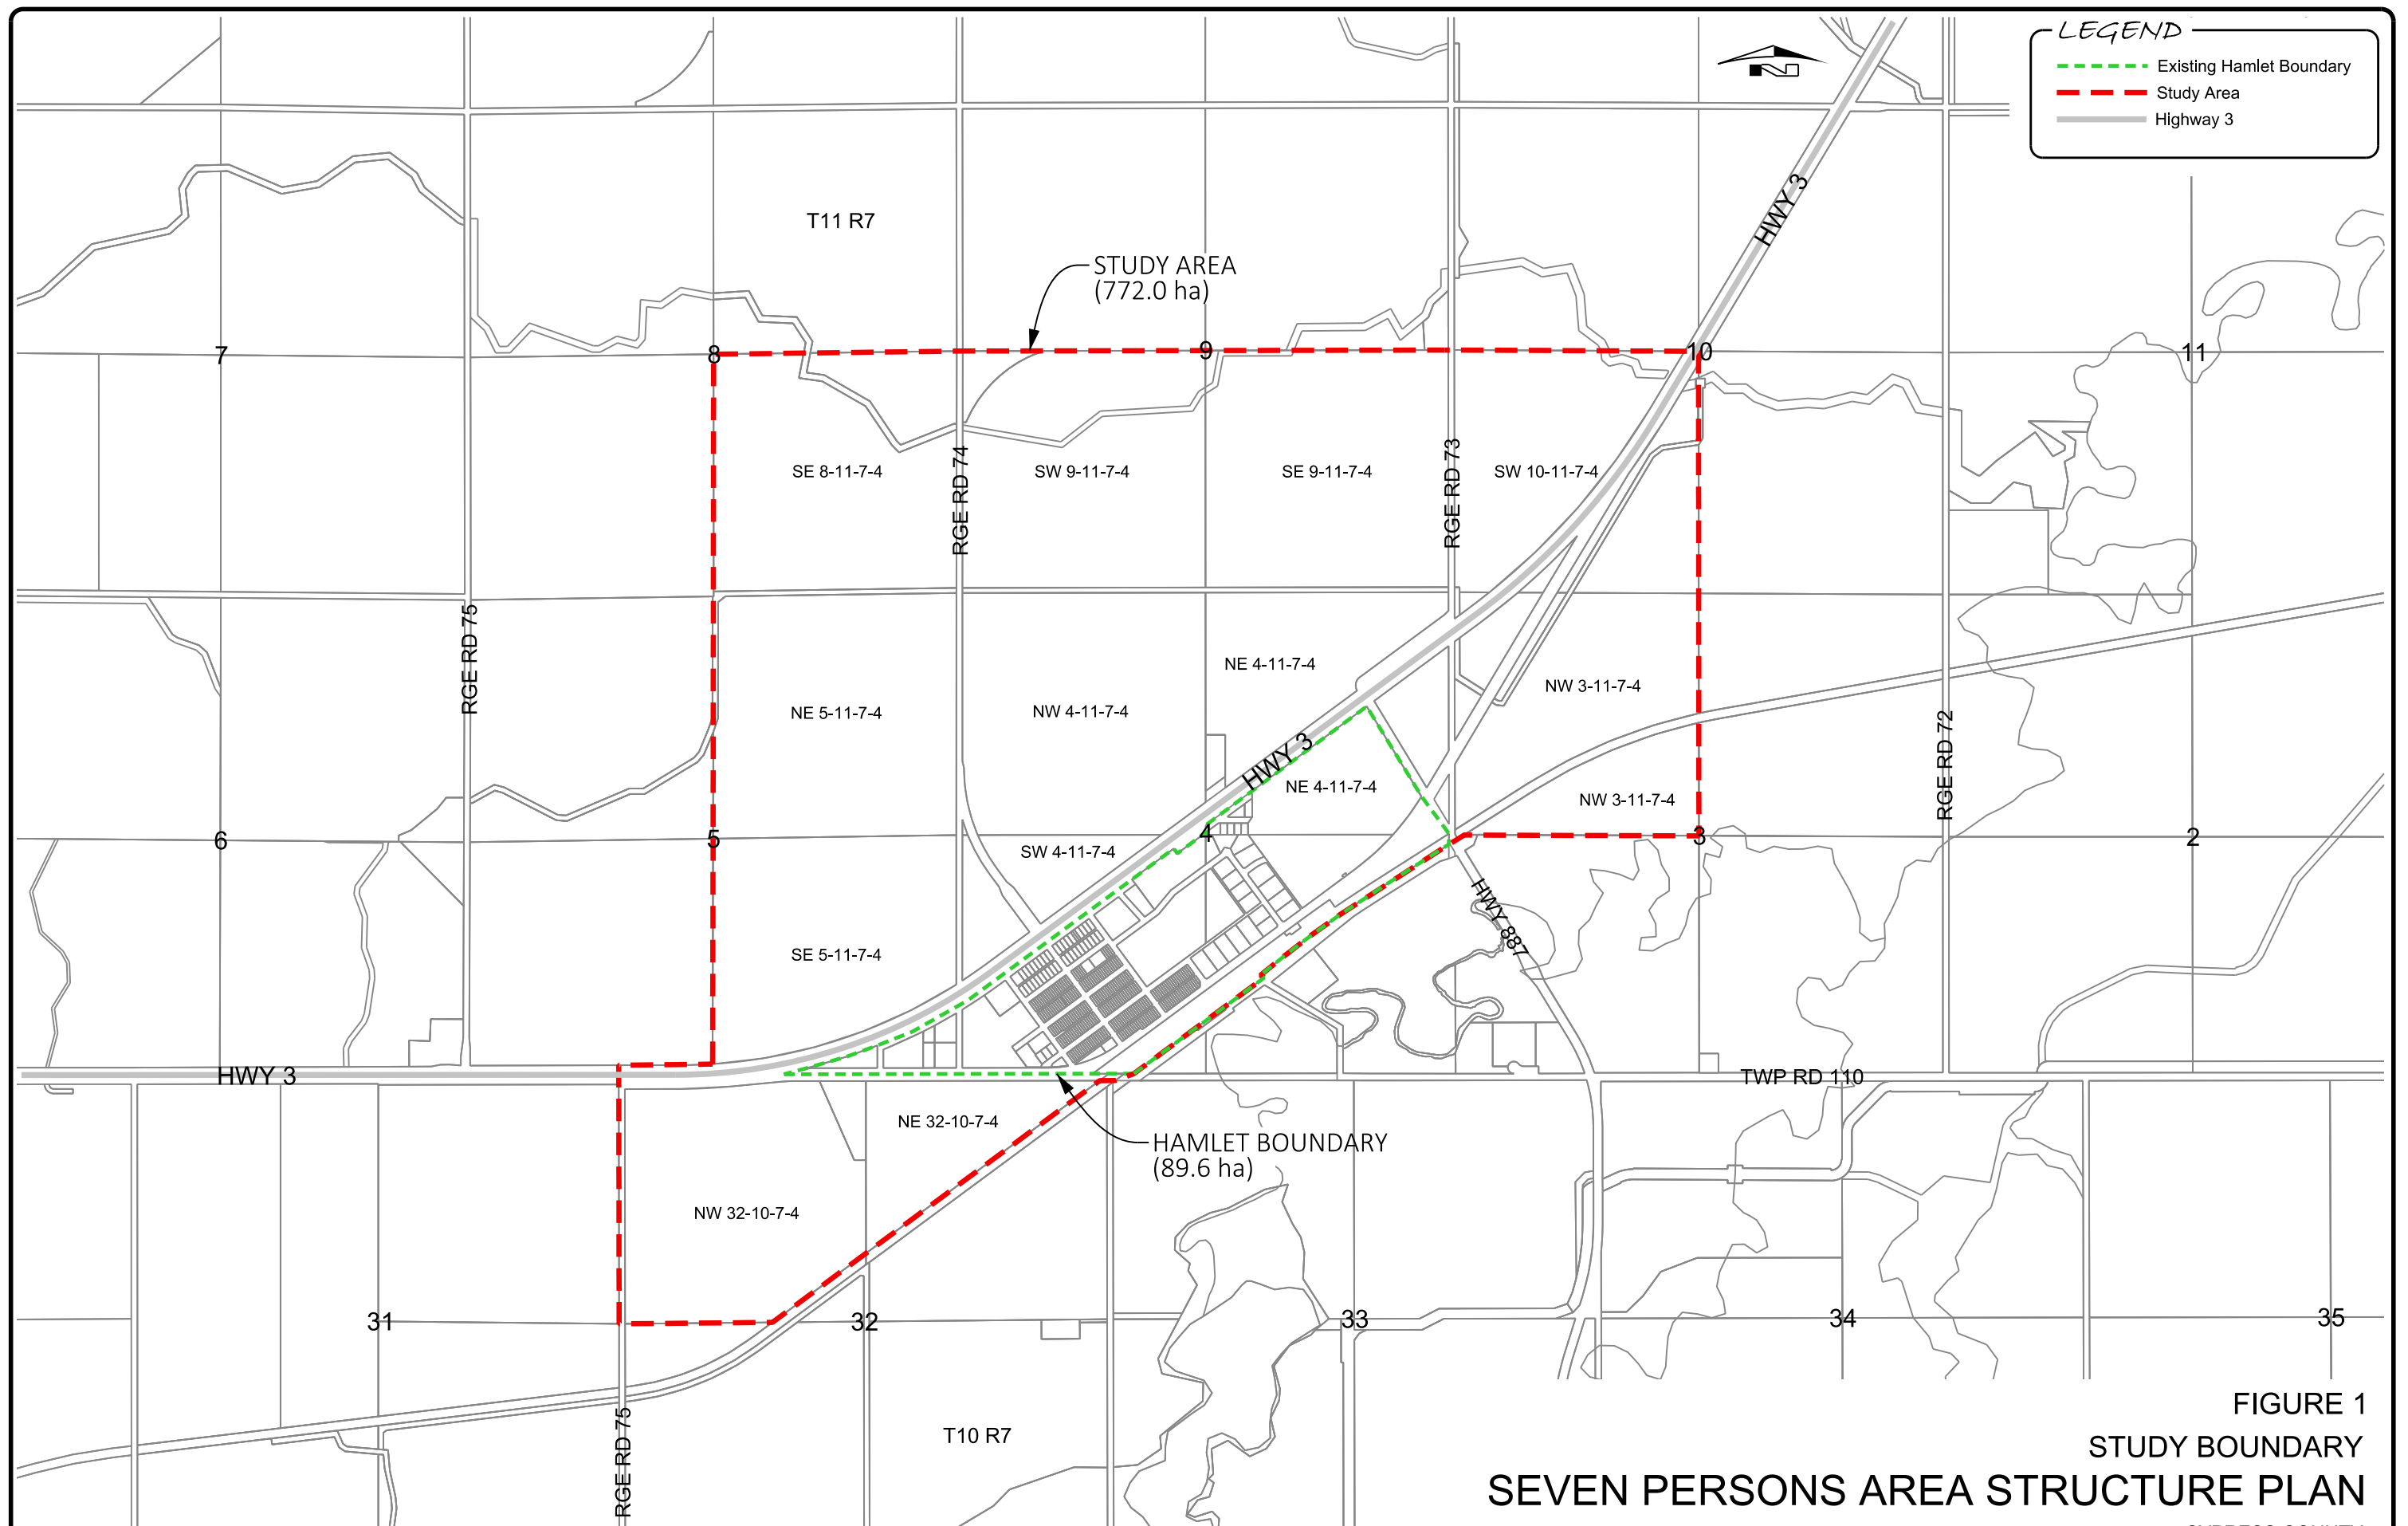 LEGEND
Existing Hamlet Boundary
Study Area
Highway 3
N
HWY 3
T11 R7
STUDY AREA
(772.0 ha)
7
8
9
10
11
SE 8-11-7-4
RGE RD 74
SW 9-11-7-4
SE 9-11-7-4
RGE RD 73
SW 10-11-7-4
RGE RD 75
NE 5-11-7-4
NW 4-11-7-4
NE 4-11-7-4
NW 3-11-7-4
HWY 3
NE 4-11-7-4
NW 3-11-7-4
RGE RD 72
6
5
SW 4-11-7-4
4
3
2
SE 5-11-7-4
HWY 887
HWY 3
TWP RD 110
NE 32-10-7-4
HAMLET BOUNDARY
(89.6 ha)
NW 32-10-7-4
31
32
33
34
35
RGE RD 75
T10 R7
FIGURE 1
STUDY BOUNDARY
SEVEN PERSONS AREA STRUCTURE PLAN